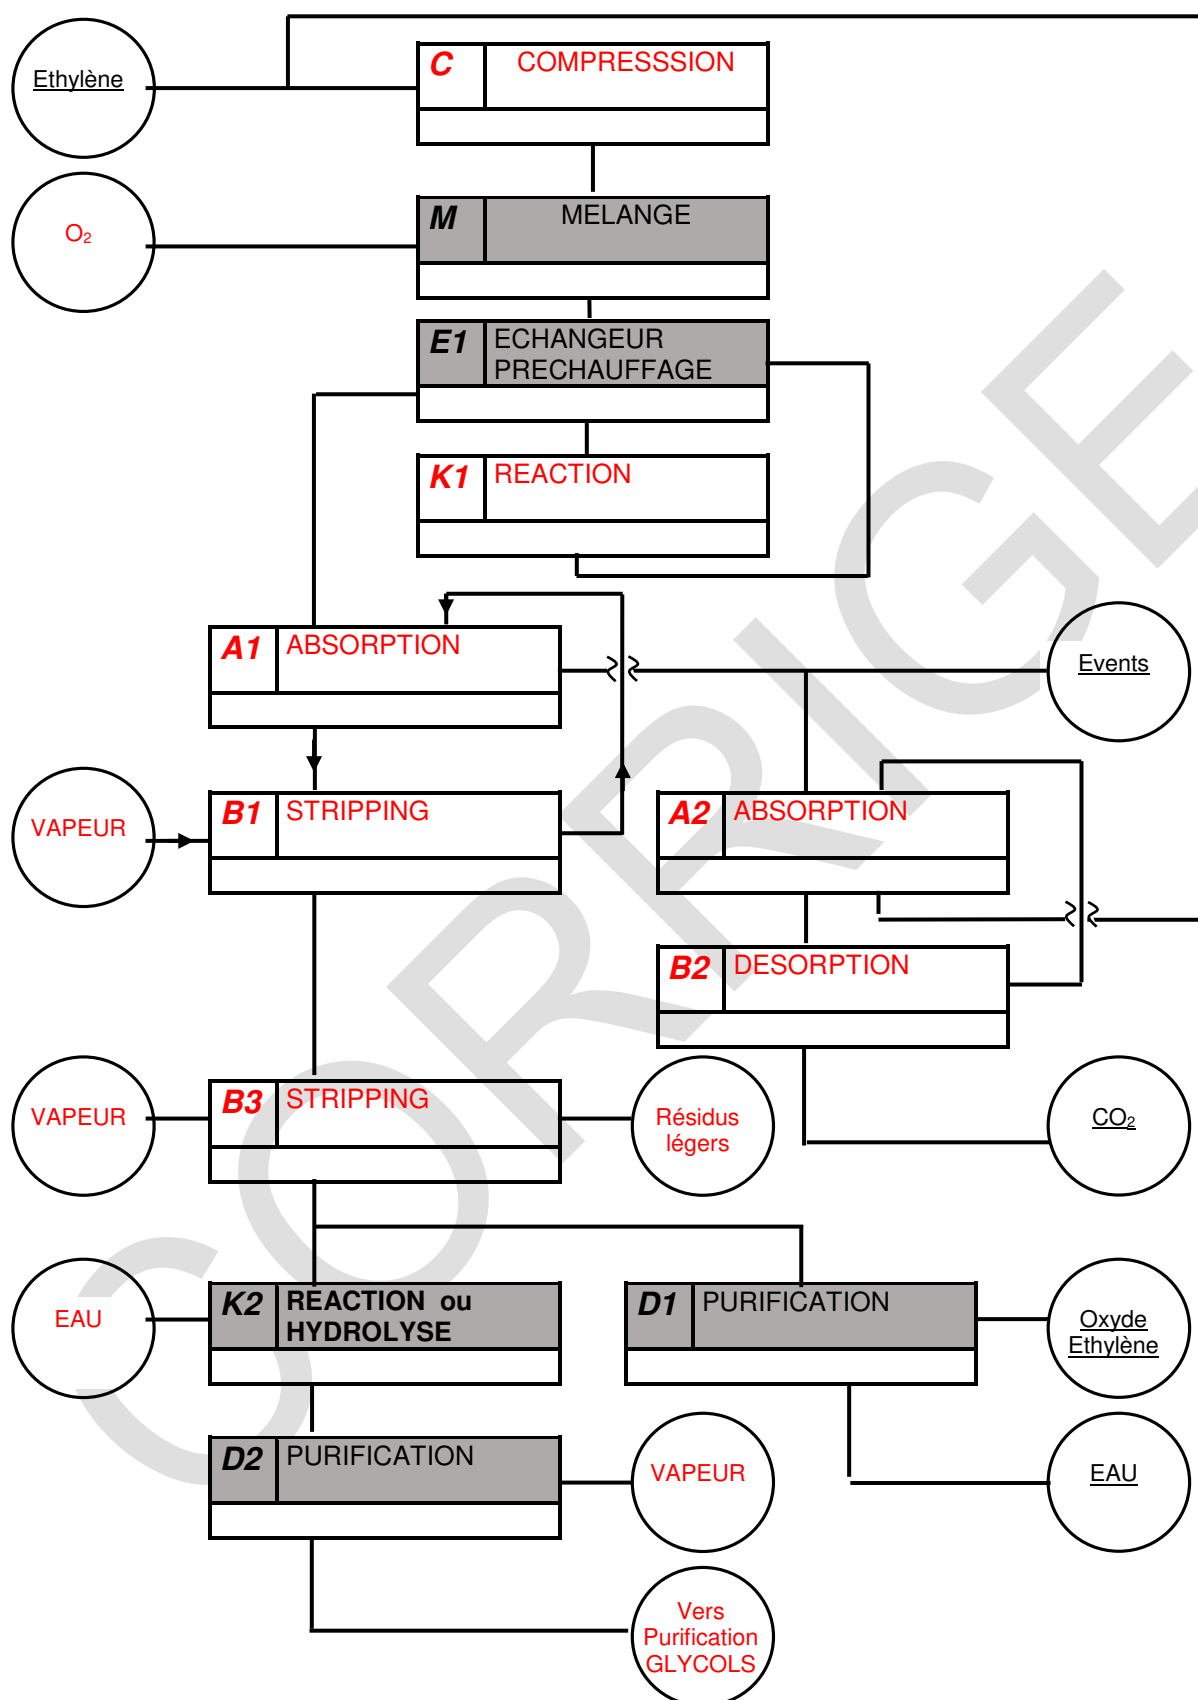 Ethylène
C COMPRESSSION
O₂
M MELANGE
E1 ECHANGEUR
PRECHAUFFAGE
K1 REACTION
A1 ABSORPTION
Events
VAPEUR
B1 STRIPPING
A2 ABSORPTION
B2 DESORPTION
VAPEUR
B3 STRIPPING
Résidus
légers
CO₂
EAU
K2 REACTION ou
HYDROLYSE
D1 PURIFICATION
Oxyde
Ethylène
D2 PURIFICATION
VAPEUR
EAU
Vers
Purification
GLYCOLS
CORRIGE